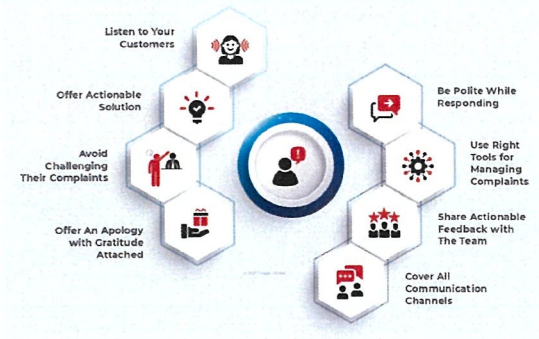 Listen to Your
Customers
Offer Actionable
Solution
Avoid
Challenging
Their Complaints
Offer An Apology
with Gratitude
Attached
Be Polite While
Responding
Use Right
Tools for
Managing
Complaints
Share Actionable
Feedback with
The Team
Cover All
Communication
Channels